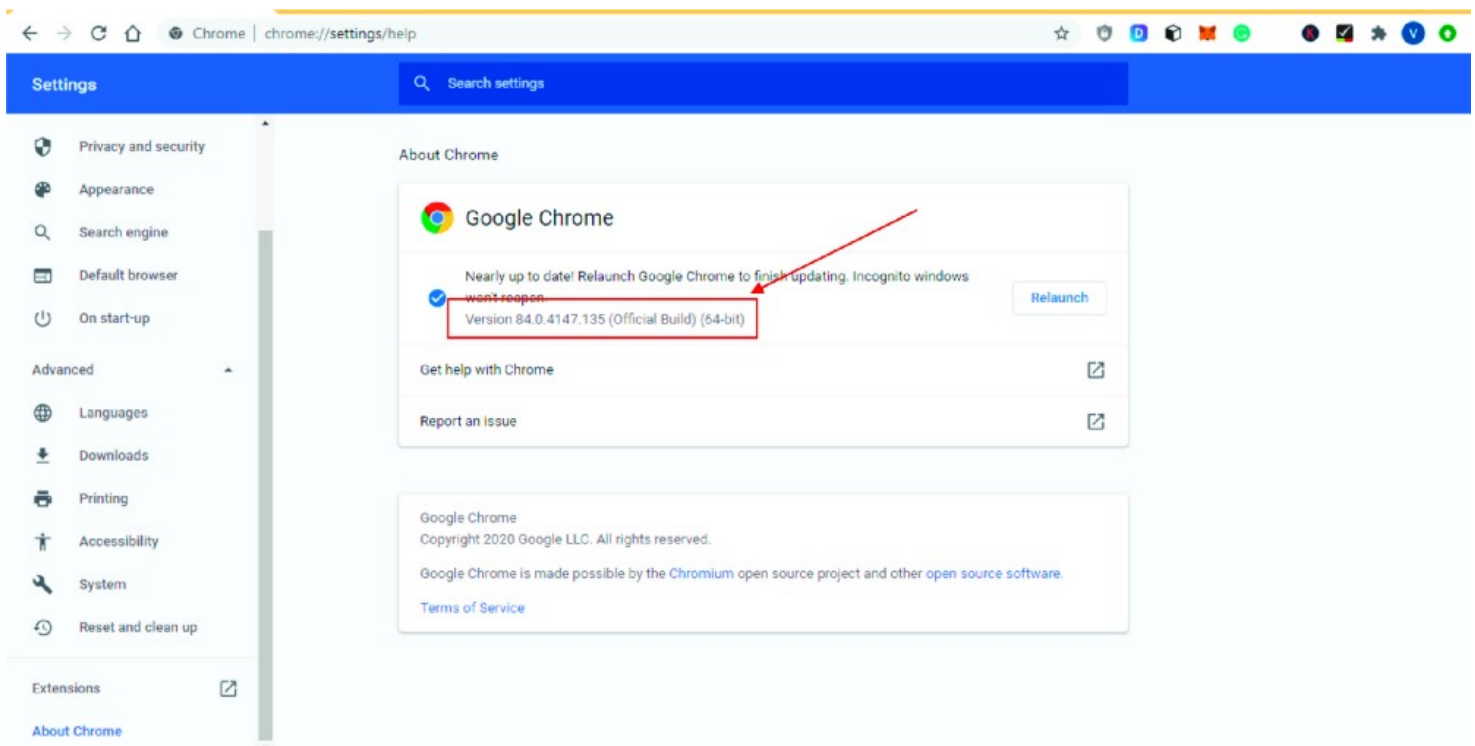 Chrome | chrome://settings/help
D
K
V
Settings
Search settings
Privacy and security
Appearance
Search engine
Default browser
On start-up
Advanced
Languages
Downloads
Printing
Accessibility
System
Reset and clean up
Extensions
About Chrome
About Chrome
Google Chrome
Nearly up to date! Relaunch Google Chrome to finish updating. Incognito windows
won't reopen.
Version 84.0.4147.135 (Official Build) (64-bit)
Relaunch
Get help with Chrome
Report an issue
Google Chrome
Copyright 2020 Google LLC. All rights reserved.
Google Chrome is made possible by the Chromium open source project and other open source software.
Terms of Service